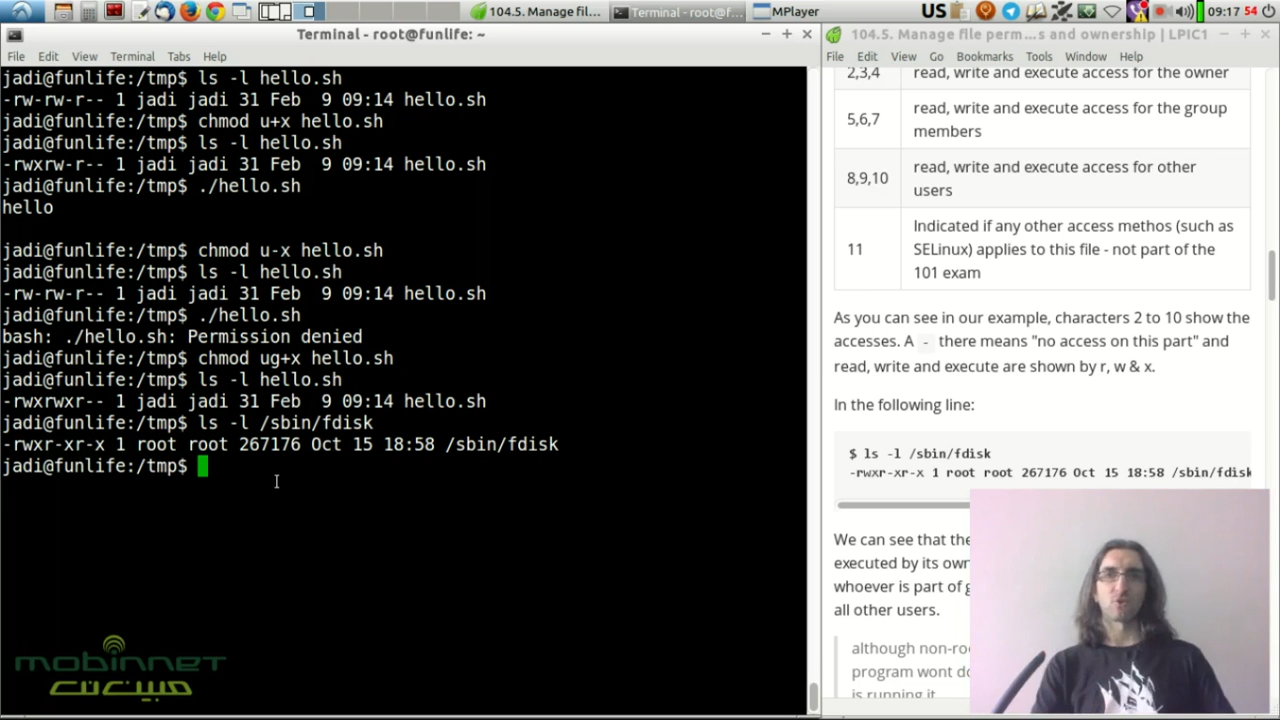 104.5. Manage fil...
Terminal - root@f...
MPlayer
US
09:17 54
Terminal - root@funlife: ~
File Edit View Terminal Tabs Help
jadi@funlife:/tmp$ ls -l hello.sh
-rw-rw-r-- 1 jadi jadi 31 Feb  9 09:14 hello.sh
jadi@funlife:/tmp$ chmod u+x hello.sh
jadi@funlife:/tmp$ ls -l hello.sh
-rwxrw-r-- 1 jadi jadi 31 Feb  9 09:14 hello.sh
jadi@funlife:/tmp$ ./hello.sh
hello
jadi@funlife:/tmp$ chmod u-x hello.sh
jadi@funlife:/tmp$ ls -l hello.sh
-rw-rw-r-- 1 jadi jadi 31 Feb  9 09:14 hello.sh
jadi@funlife:/tmp$ ./hello.sh
bash: ./hello.sh: Permission denied
jadi@funlife:/tmp$ chmod ug+x hello.sh
jadi@funlife:/tmp$ ls -l hello.sh
-rwxrwxr-- 1 jadi jadi 31 Feb  9 09:14 hello.sh
jadi@funlife:/tmp$ ls -l /sbin/fdisk
-rwxr-xr-x 1 root root 267176 Oct 15 18:58 /sbin/fdisk
jadi@funlife:/tmp$
mobinnet
مبین‌نت
104.5. Manage file perm...s and ownership | LPIC1
File Edit View Go Bookmarks Tools Window Help
2,3,4 read, write and execute access for the owner
5,6,7 read, write and execute access for the group
members
8,9,10 read, write and execute access for other
users
Indicated if any other access methos (such as
11 SELinux) applies to this file - not part of the
101 exam
As you can see in our example, characters 2 to 10 show the
accesses. A - there means "no access on this part" and
read, write and execute are shown by r, w & x.
In the following line:
$ ls -l /sbin/fdisk
-rwxr-xr-x 1 root root 267176 Oct 15 18:58 /sbin/fdisk
We can see that the
executed by its own
whoever is part of g
all other users.
although non-roo
program wont do
is running it